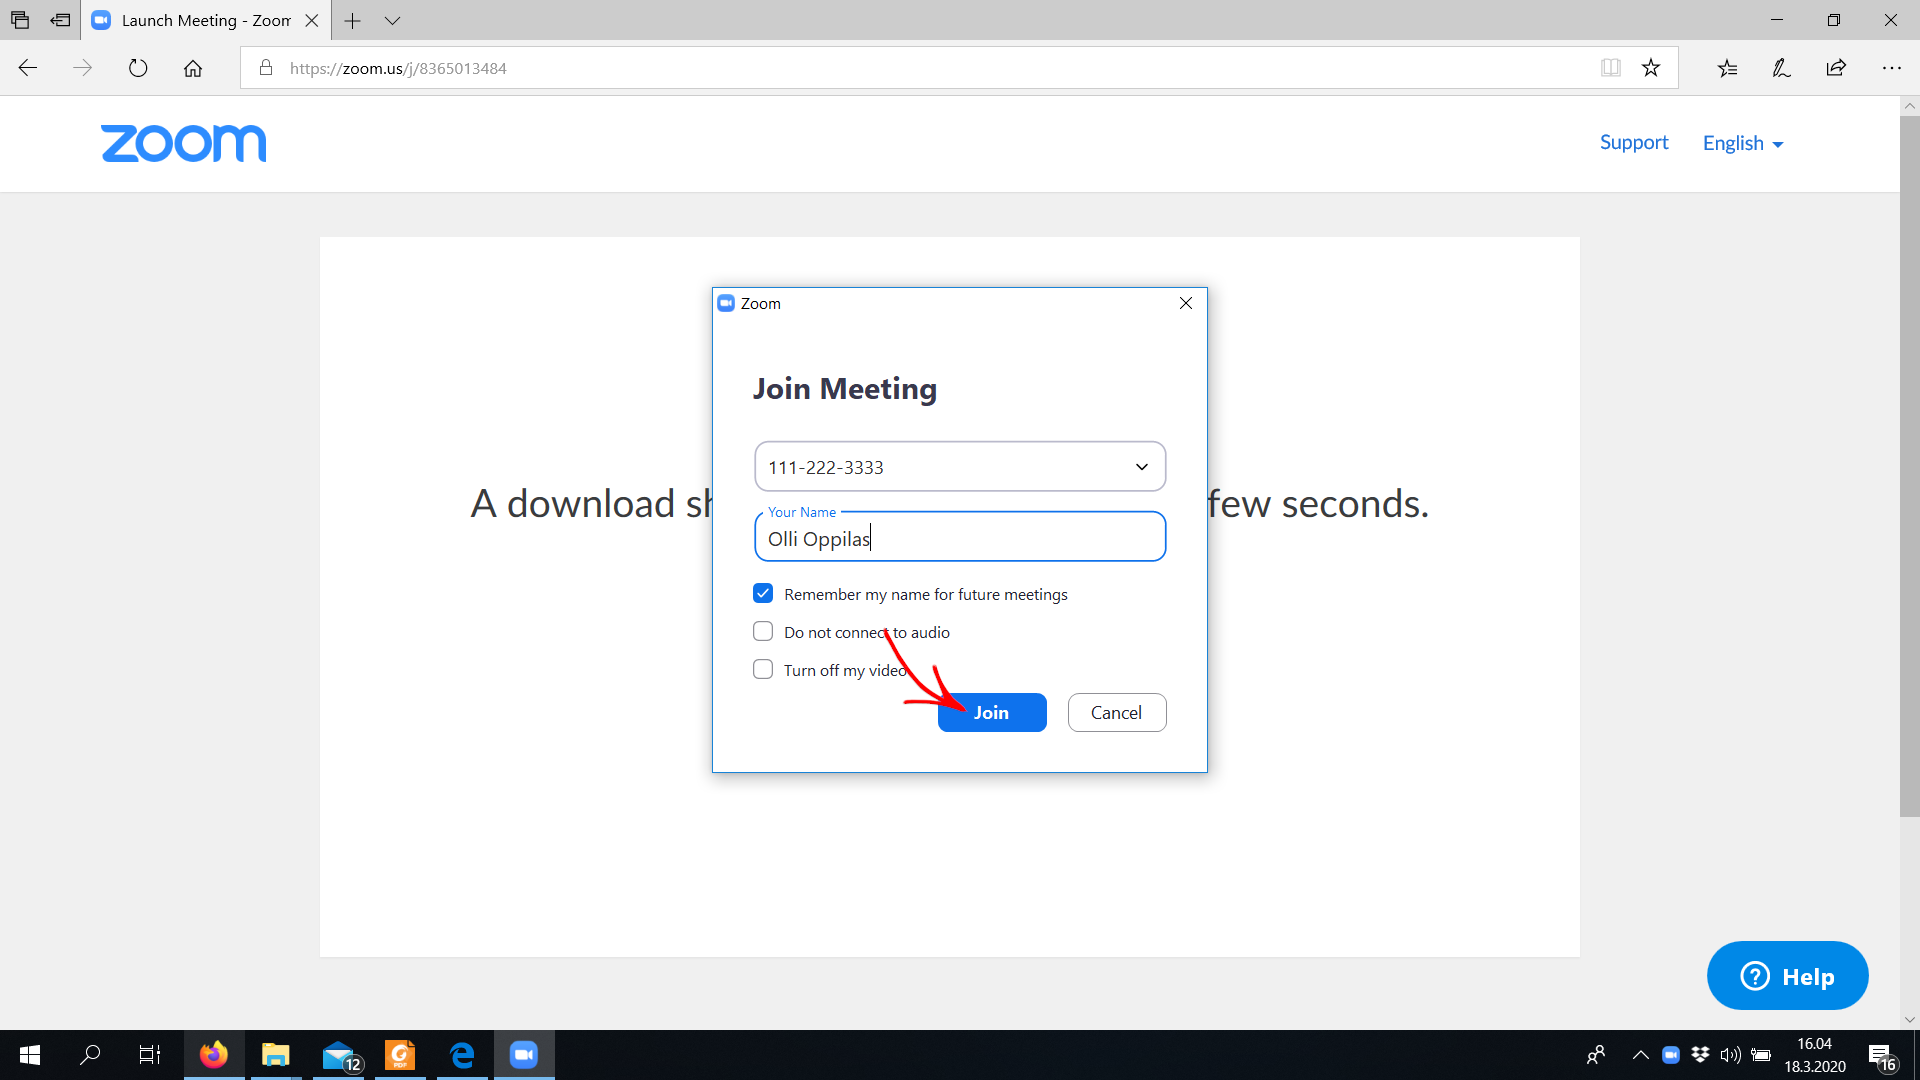 Launch Meeting - Zoom
https://zoom.us/j/8365013484
zoom
Support
English
Zoom
Join Meeting
111-222-3333
A download sh
few seconds.
Your Name
Olli Oppilas
Remember my name for future meetings
Do not connect to audio
Turn off my video
Join
Cancel
? Help
12
PDF
16.04
18.3.2020
16